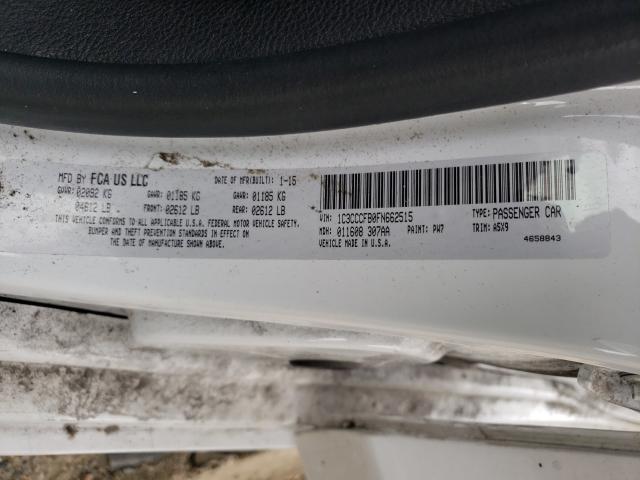 MFD BY FCA US LLC DATE OF MFR(BUILT): 1-15
GVWR: 02092 KG GAWR: 01185 KG GAWR: 01185 KG
04612 LB FRONT: 02612 LB REAR: 02612 LB
THIS VEHICLE CONFORMS TO ALL APPLICABLE U.S.A. FEDERAL MOTOR VEHICLE SAFETY,
BUMPER AND THEFT PREVENTION STANDARDS IN EFFECT ON
THE DATE OF MANUFACTURE SHOWN ABOVE.
VIN: 1C3CCCFB0FN662515 TYPE: PASSENGER CAR
MDH: 011608 307AA PAINT: PW7 TRIM: A5X9
VEHICLE MADE IN U.S.A. 4658843